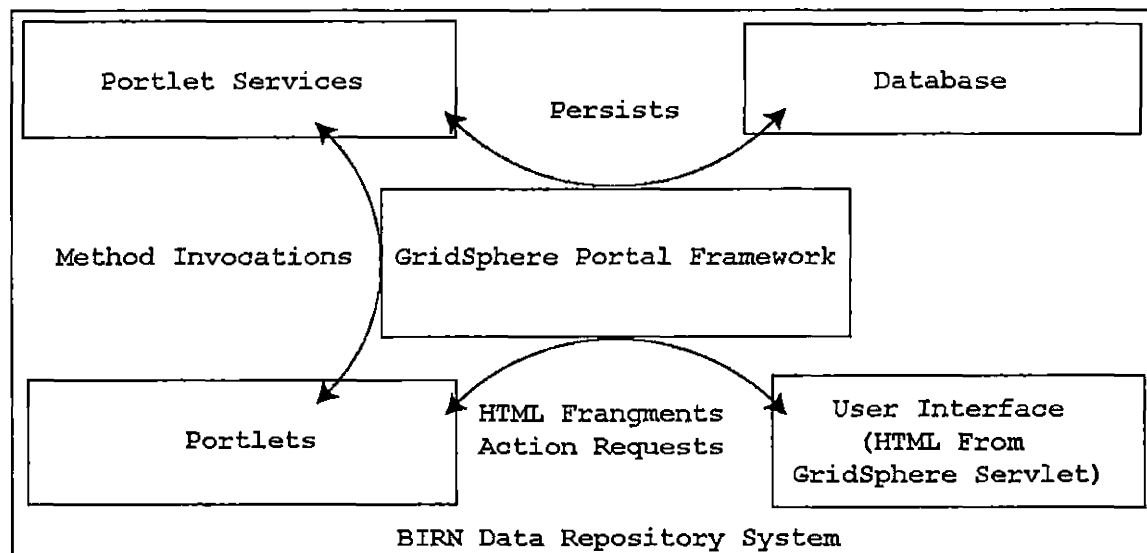 Portlet Services
Database
Persists
Method Invocations
GridSphere Portal Framework
Portlets
HTML Frangments
Action Requests
User Interface
(HTML From
GridSphere Servlet)
BIRN Data Repository System